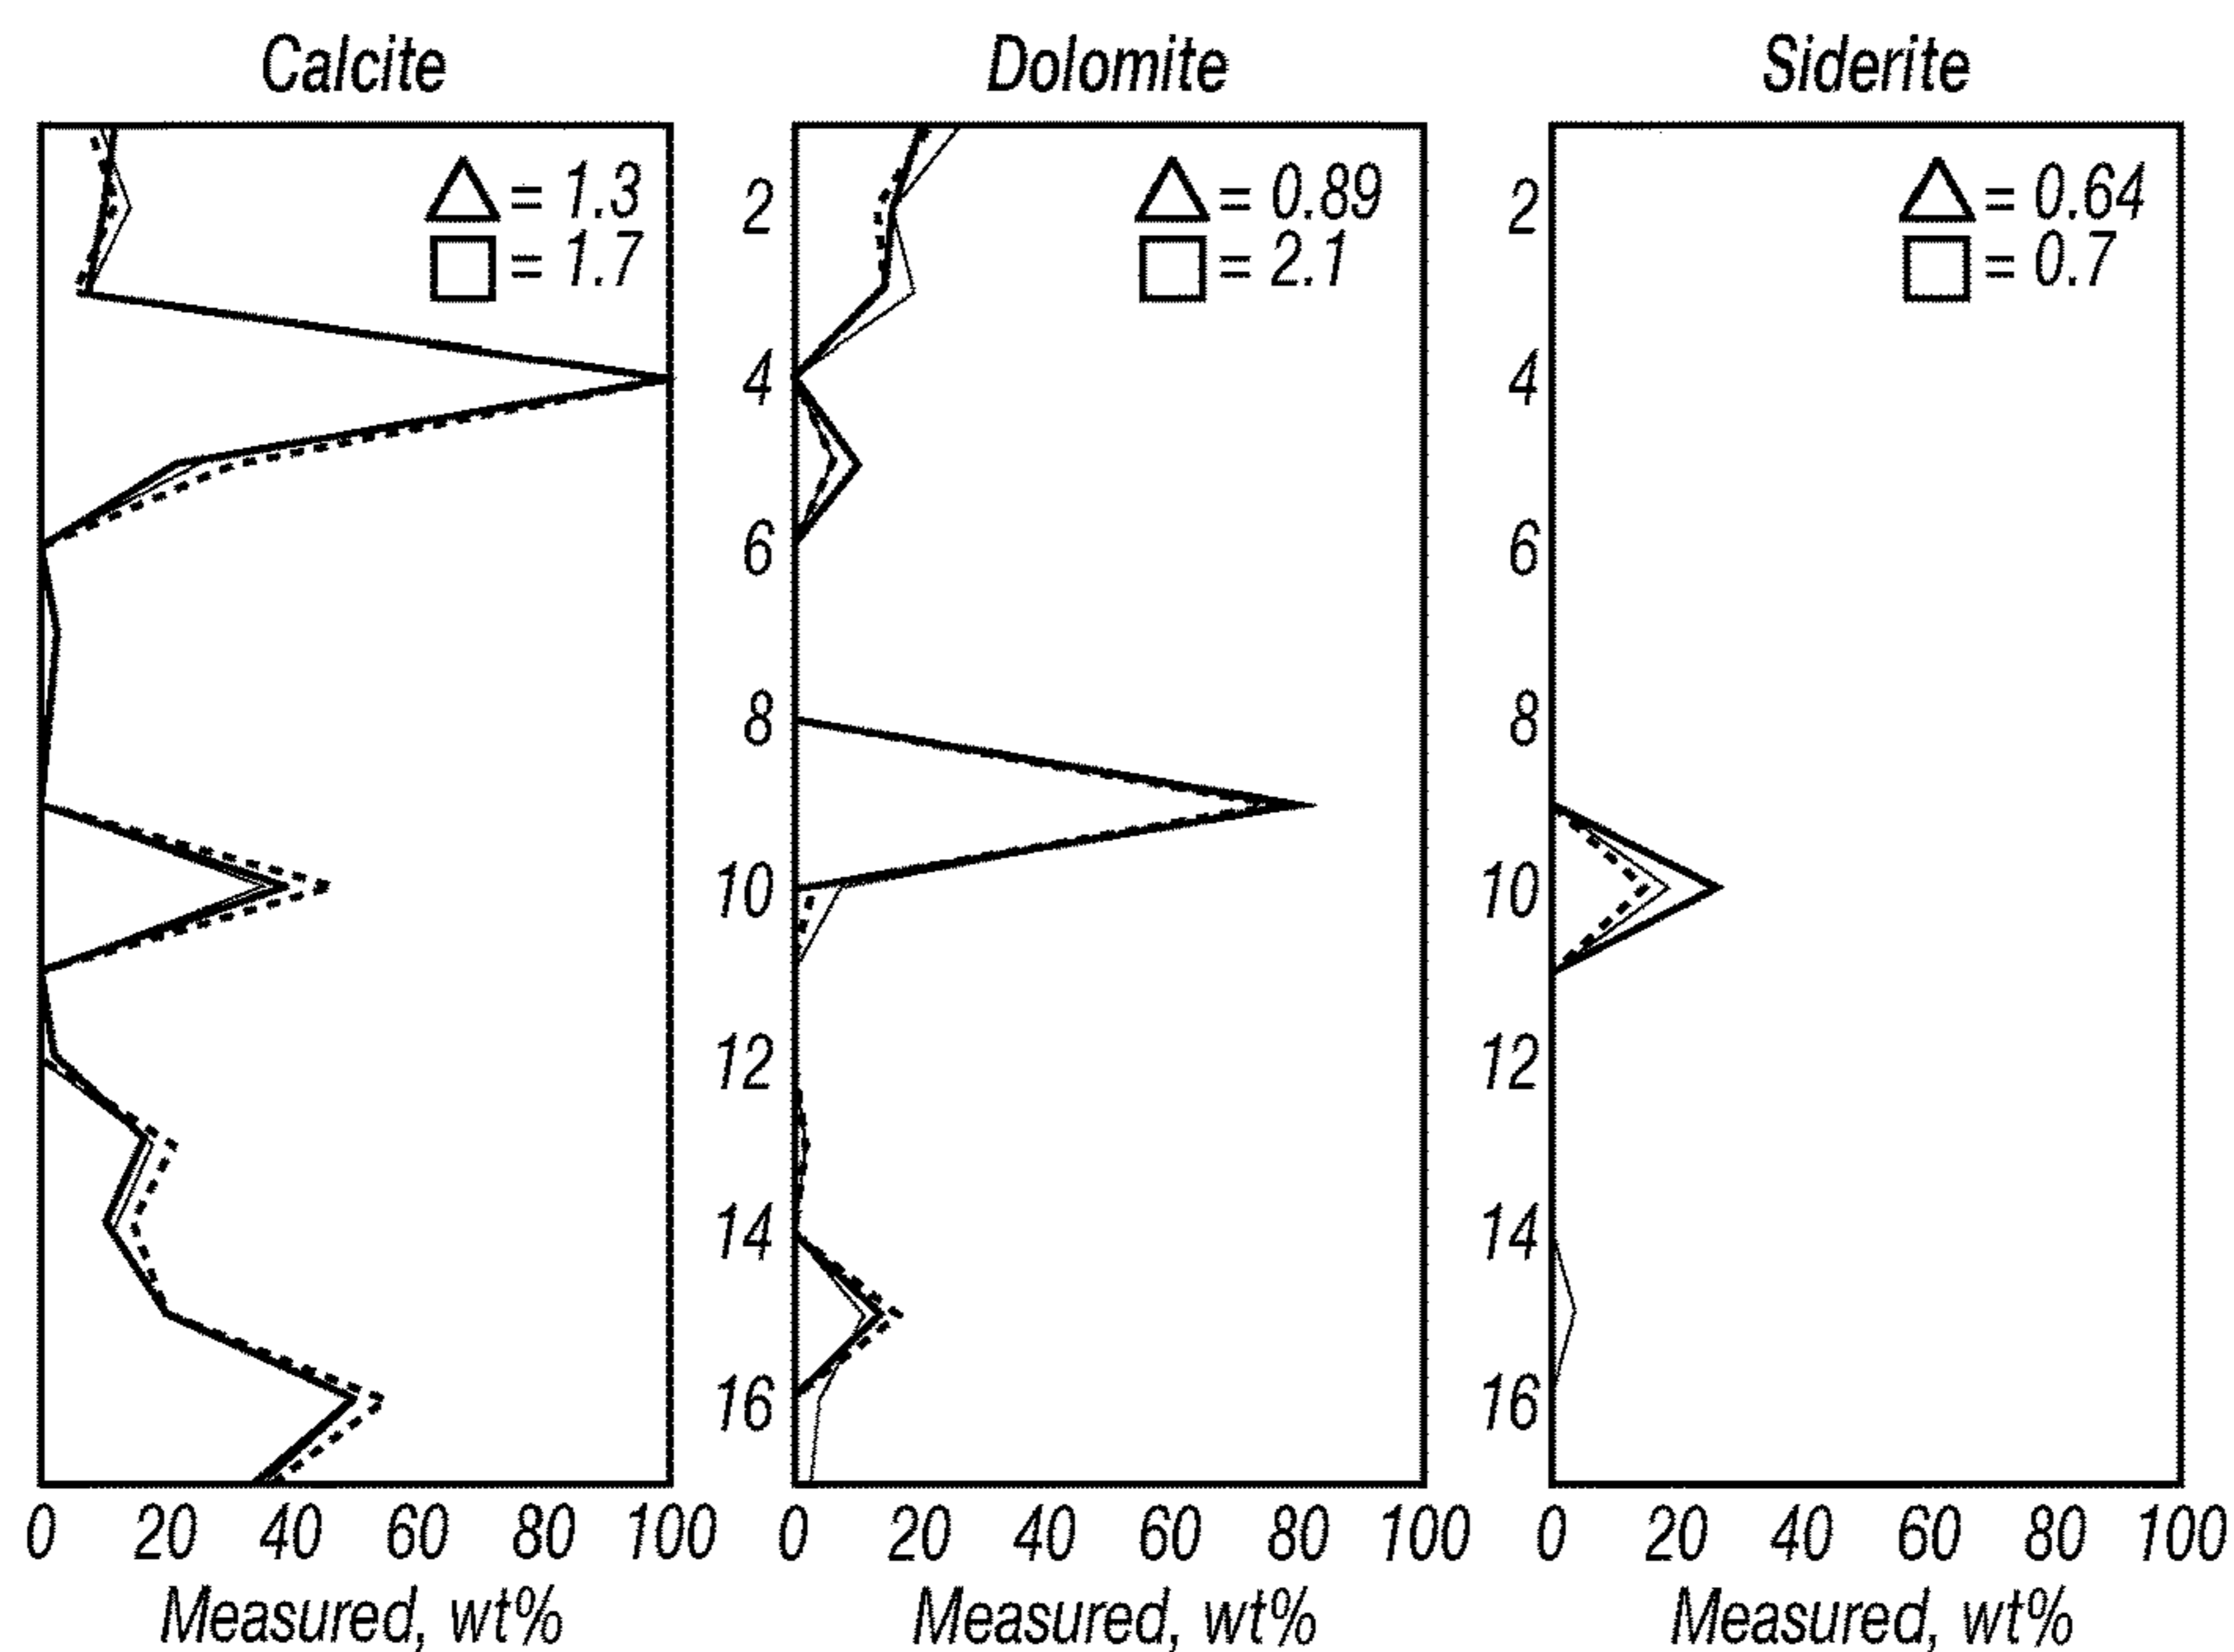 Calcite
△ = 1.3
□ = 1.7
0 20 40 60 80 100
Measured, wt%
Dolomite
△ = 0.89
□ = 2.1
2
4
6
8
10
12
14
16
0 20 40 60 80 100
Measured, wt%
Siderite
△ = 0.64
□ = 0.7
2
4
6
8
10
12
14
16
0 20 40 60 80 100
Measured, wt%